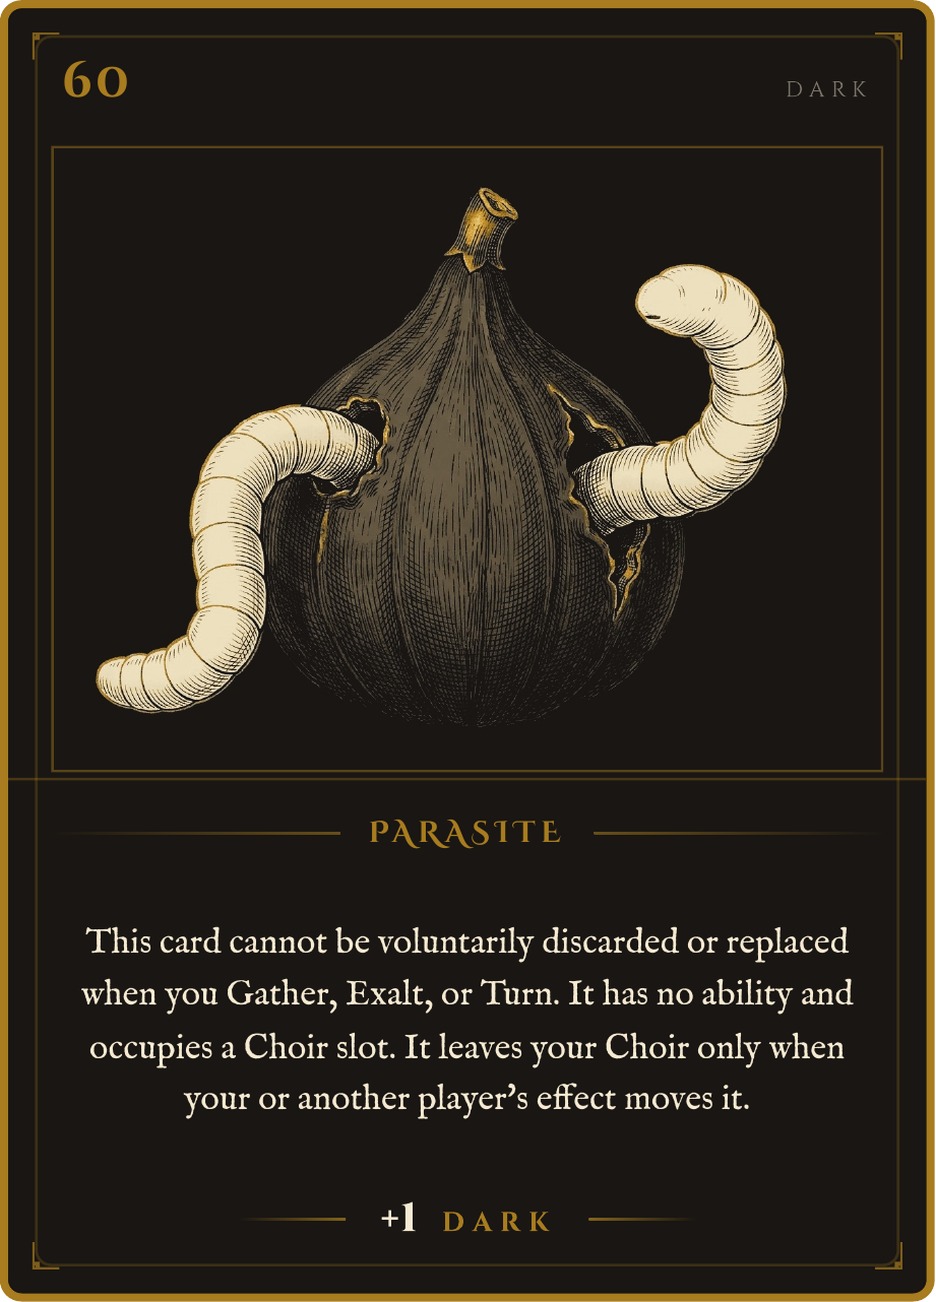 60
DARK
PARASITE
This card cannot be voluntarily discarded or replaced
when you Gather, Exalt, or Turn. It has no ability and
occupies a Choir slot. It leaves your Choir only when
your or another player’s effect moves it.
+1 DARK